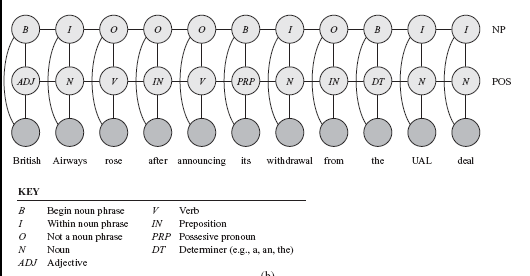 B I O O O B I O B I I NP
ADJ N V IN V PRP N IN DT N N POS
British Airways rose after announcing its withdrawal from the UAL deal
KEY
B Begin noun phrase V Verb
I Within noun phrase IN Preposition
O Not a noun phrase PRP Possesive pronoun
N Noun DT Determiner (e.g., a, an, the)
ADJ Adjective
(b)